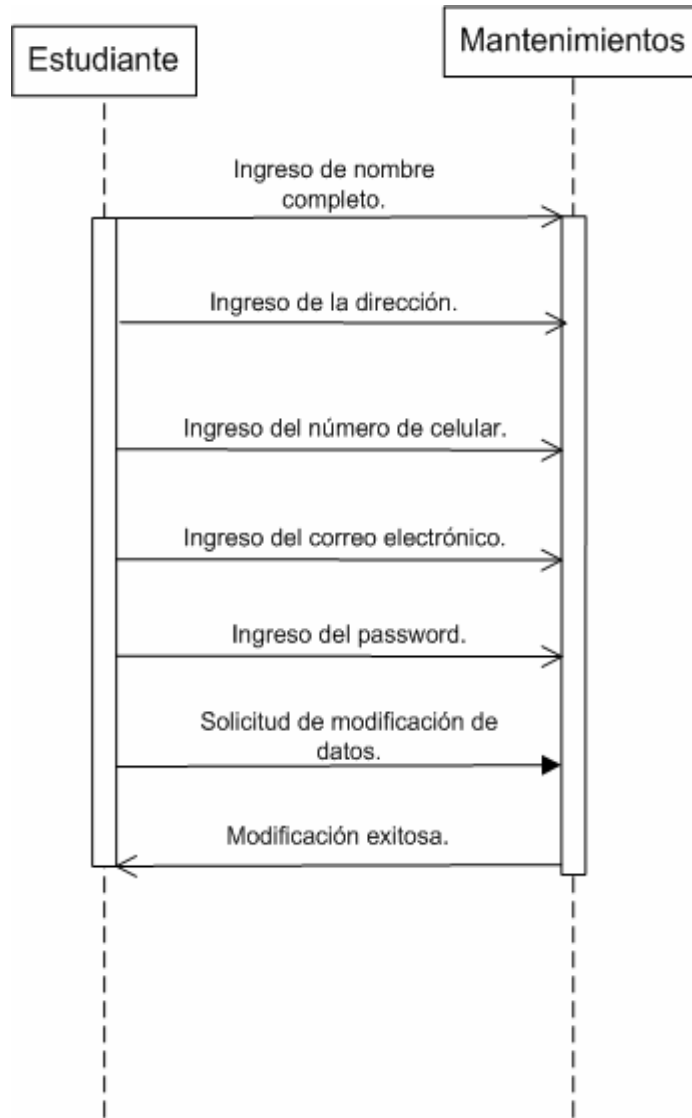 Estudiante
Mantenimientos
Ingreso de nombre
completo.
Ingreso de la dirección.
Ingreso del número de celular.
Ingreso del correo electrónico.
Ingreso del password.
Solicitud de modificación de
datos.
Modificación exitosa.